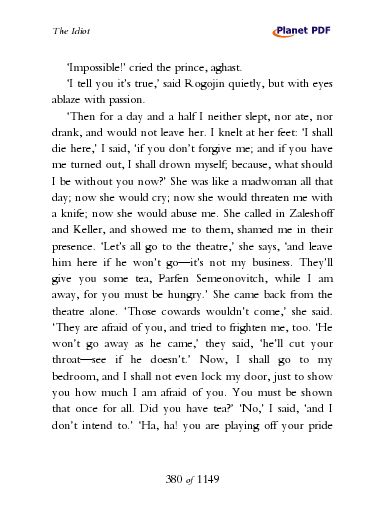 The Idiot
Planet PDF
‘Impossible!’ cried the prince, aghast.
‘I tell you it’s true,’ said Rogojin quietly, but with eyes
ablaze with passion.
‘Then for a day and a half I neither slept, nor ate, nor
drank, and would not leave her. I knelt at her feet: ‘I shall
die here,’ I said, ‘if you don’t forgive me; and if you have
me turned out, I shall drown myself; because, what should
I be without you now?’ She was like a madwoman all that
day; now she would cry; now she would threaten me with
a knife; now she would abuse me. She called in Zaleshoff
and Keller, and showed me to them, shamed me in their
presence. ‘Let’s all go to the theatre,’ she says, ‘and leave
him here if he won’t go—it’s not my business. They’ll
give you some tea, Parfen Semeonovitch, while I am
away, for you must be hungry.’ She came back from the
theatre alone. ‘Those cowards wouldn’t come,’ she said.
‘They are afraid of you, and tried to frighten me, too. ‘He
won’t go away as he came,’ they said, ‘he’ll cut your
throat—see if he doesn’t.’ Now, I shall go to my
bedroom, and I shall not even lock my door, just to show
you how much I am afraid of you. You must be shown
that once for all. Did you have tea?’ ‘No,’ I said, ‘and I
don’t intend to.’ ‘Ha, ha! you are playing off your pride
380 of 1149